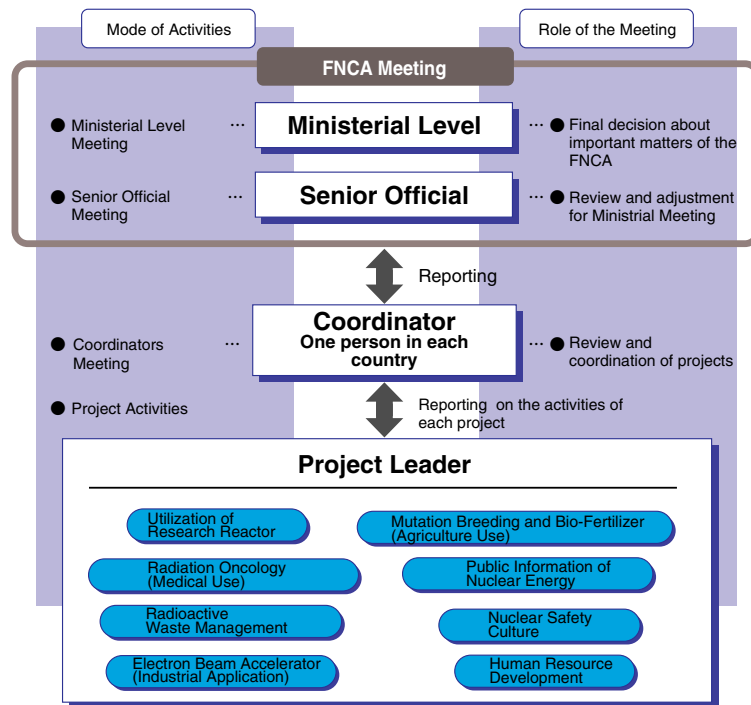 Mode of Activities
Role of the Meeting
FNCA Meeting
● Ministerial Level
Meeting
...
Ministerial Level
... ● Final decision about
important matters of the
FNCA
● Senior Official
Meeting
...
Senior Official
... ● Review and adjustment
for Ministrial Meeting
Reporting
● Coordinators
Meeting
...
Coordinator
One person in each
country
... ● Review and
coordination of projects
● Project Activities
Reporting on the activities of
each project
Project Leader
Utilization of
Research Reactor
Mutation Breeding and Bio-Fertilizer
(Agriculture Use)
Radiation Oncology
(Medical Use)
Public Information of
Nuclear Energy
Radioactive
Waste Management
Nuclear Safety
Culture
Electron Beam Accelerator
(Industrial Application)
Human Resource
Development